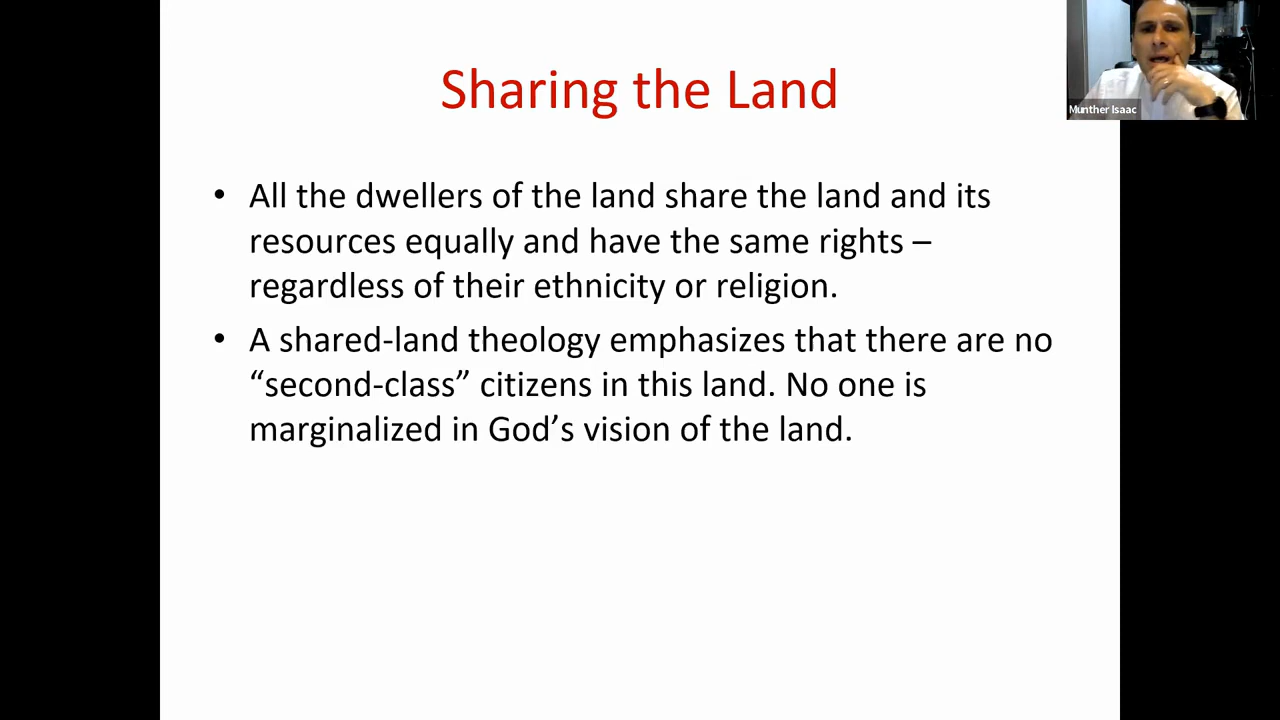 Sharing the Land
Munther Isaac
• All the dwellers of the land share the land and its
resources equally and have the same rights –
regardless of their ethnicity or religion.
• A shared-land theology emphasizes that there are no
“second-class” citizens in this land. No one is
marginalized in God’s vision of the land.